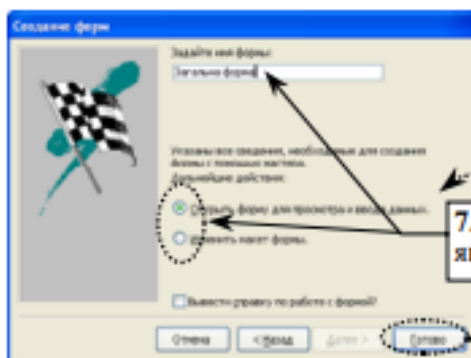 Создание форм
Задайте имя формы:
Загальна форма
Указаны все сведения, необходимые для создания
формы с помощью мастера.
Дальнейшие действия:
Открыть форму для просмотра и ввода данных.
Изменить макет формы.
7.
Вывести справку по работе с формой?
Отмена
< Назад
Далее >
Готово